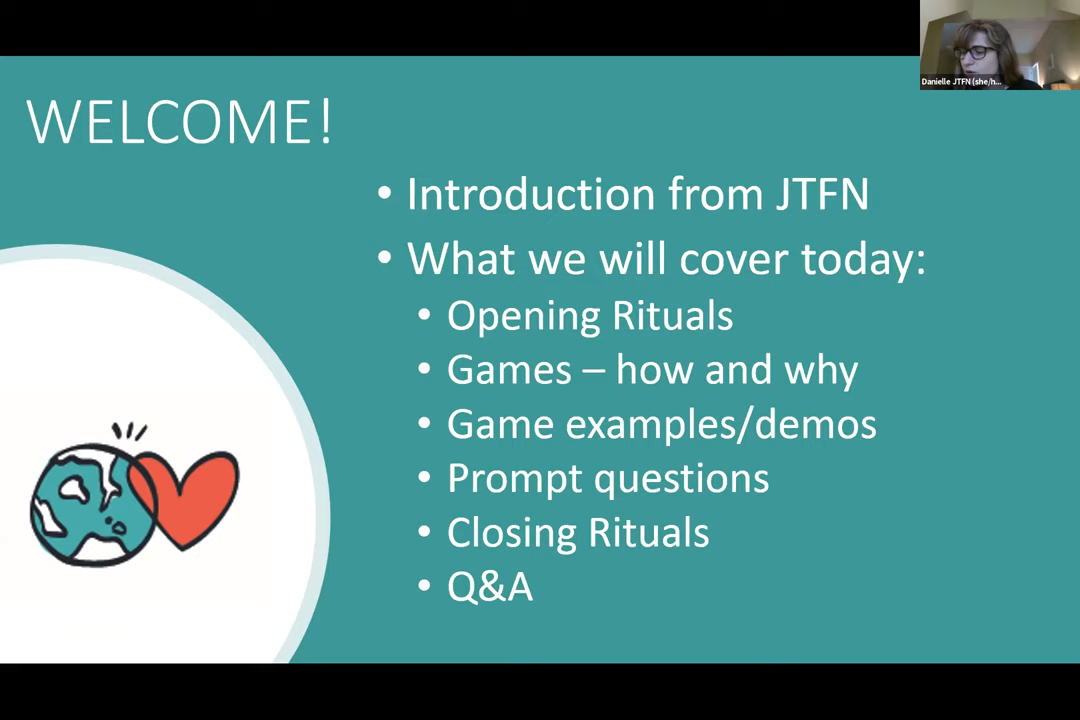 Danielle JTFN (she/h...
WELCOME!
• Introduction from JTFN
• What we will cover today:
• Opening Rituals
• Games – how and why
• Game examples/demos
• Prompt questions
• Closing Rituals
• Q&A